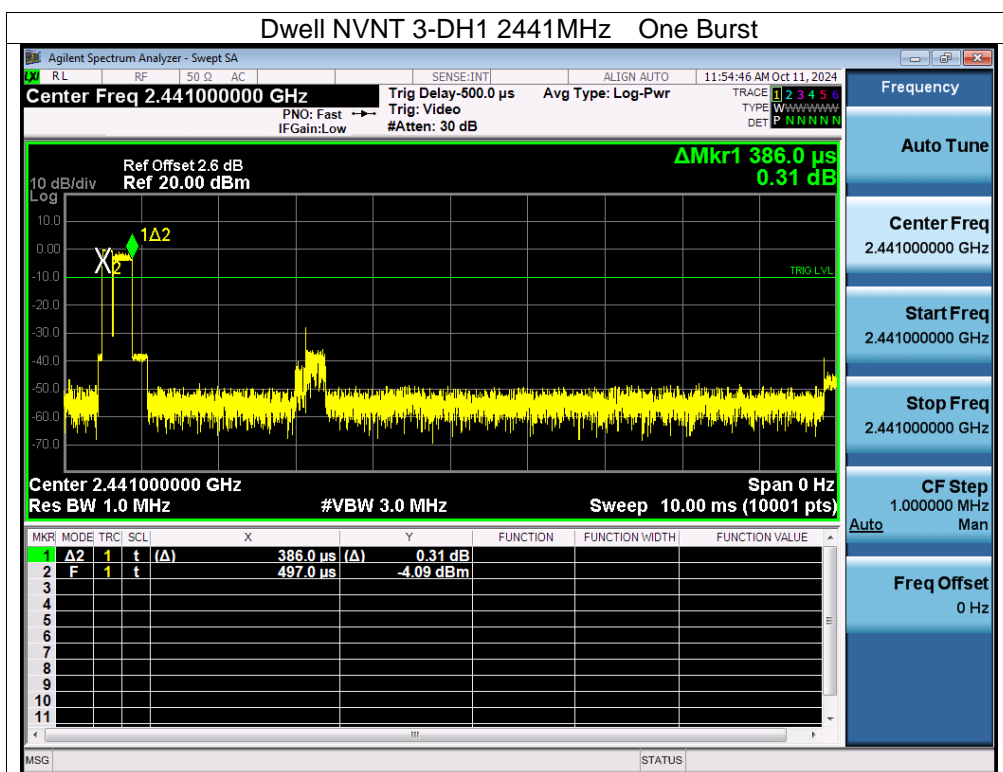 Dwell NVNT 3-DH1 2441MHz One Burst
Agilent Spectrum Analyzer - Swept SA
LXI RL RF 50 Ω AC SENSE:INT ALIGN AUTO 11:54:46 AM Oct 11, 2024
Center Freq 2.441000000 GHz Trig Delay-500.0 µs Avg Type: Log-Pwr TRACE 1 2 3 4 5 6
PNO: Fast Trig: Video TYPE WWWWWW
IFGain:Low #Atten: 30 dB DET P N N N N N
Frequency
Auto Tune
Center Freq
2.441000000 GHz
Start Freq
2.441000000 GHz
Stop Freq
2.441000000 GHz
CF Step
1.000000 MHz
Auto Man
Freq Offset
0 Hz
ΔMkr1 386.0 µs
0.31 dB
Ref Offset 2.6 dB
10 dB/div Ref 20.00 dBm
Log
10.0
0.00
-10.0
-20.0
-30.0
-40.0
-50.0
-60.0
-70.0
1Δ2
X2
TRIG LVL
Center 2.441000000 GHz Span 0 Hz
Res BW 1.0 MHz #VBW 3.0 MHz Sweep 10.00 ms (10001 pts)
MKR MODE TRC SCL X Y FUNCTION FUNCTION WIDTH FUNCTION VALUE
1 Δ2 1 t (Δ) 386.0 µs (Δ) 0.31 dB
2 F 1 t 497.0 µs -4.09 dBm
3
4
5
6
7
8
9
10
11
MSG STATUS